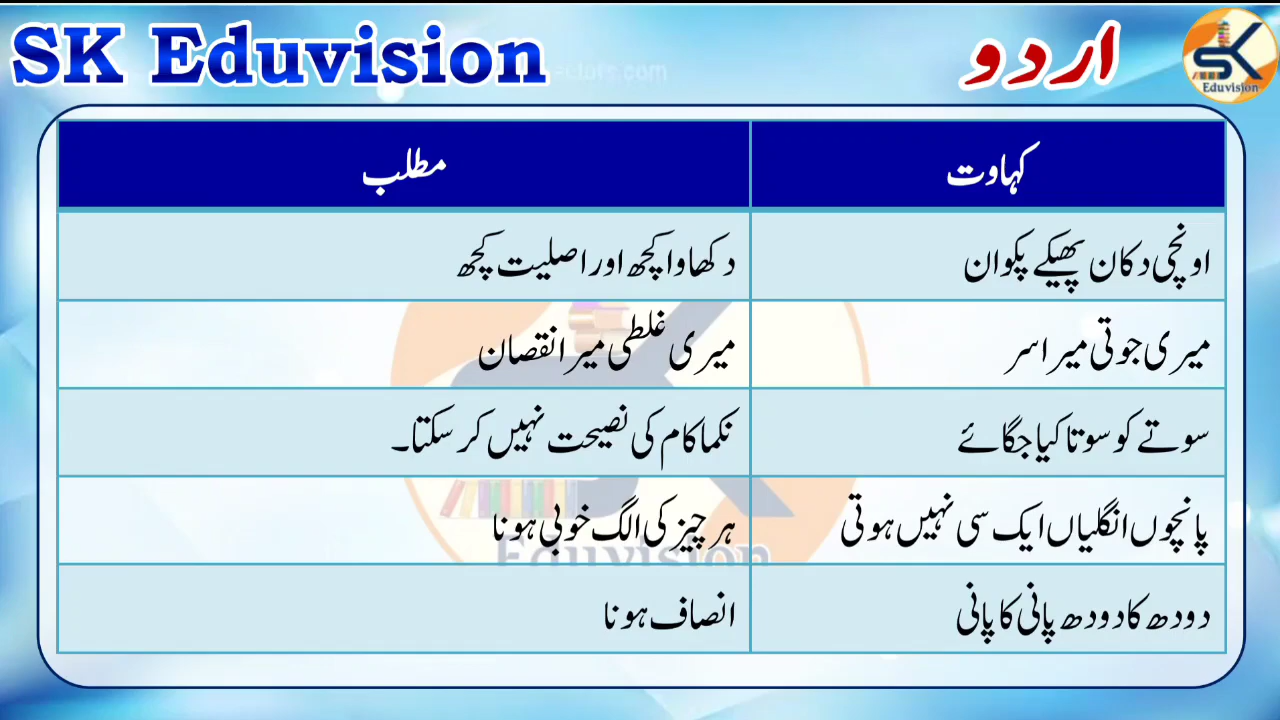 SK Eduvision
اردو
SK
Eduvision
کہاوت
مطلب
اونچی دکان پھیکے پکوان
دکھاوا کچھ اور اصلیت کچھ
میری جوتی میرا سر
میری غلطی میرا نقصان
سوتے کو سوتا کیا جگائے
نکما کام کی نصیحت نہیں کر سکتا۔
پانچوں انگلیاں ایک سی نہیں ہوتی
ہر چیز کی الگ خوبی ہونا
دودھ کا دودھ پانی کا پانی
انصاف ہونا
Eduvision